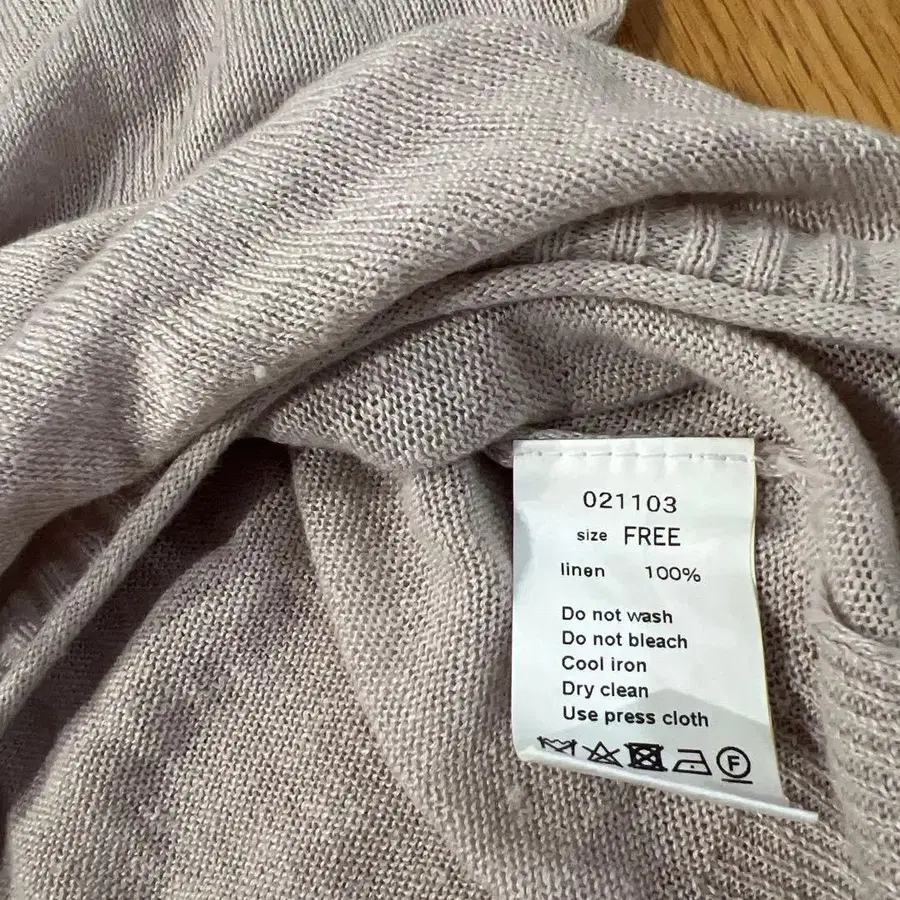 021103
size FREE
linen 100%
Do not wash
Do not bleach
Cool iron
Dry clean
Use press cloth
F